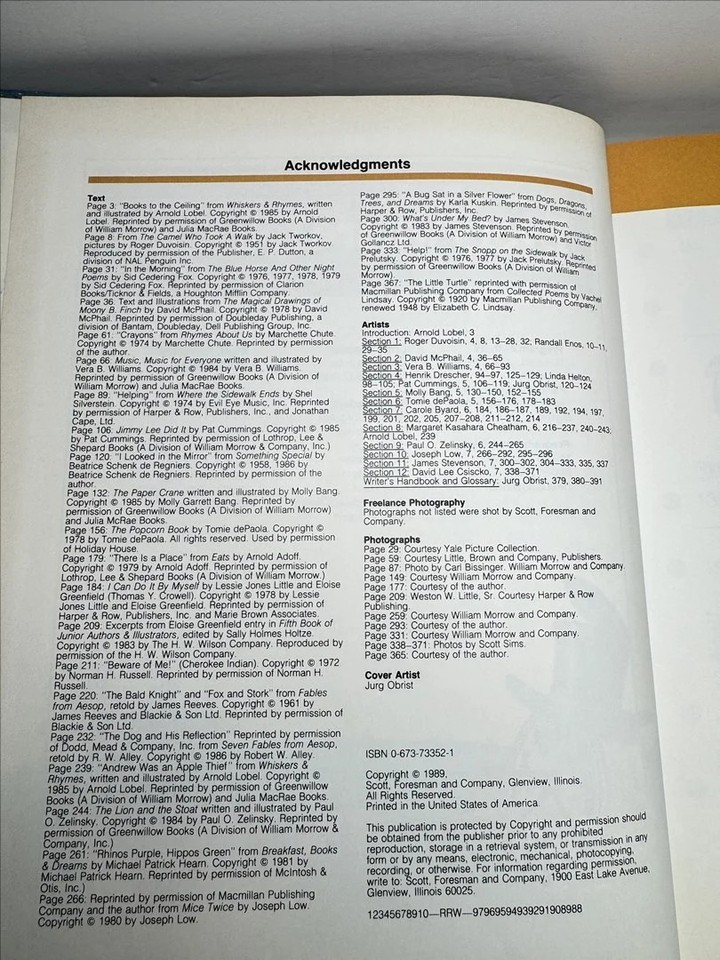 Acknowledgments
Text
Page 3: "Books to the Ceiling" from Whiskers & Rhymes, written
and illustrated by Arnold Lobel. Copyright © 1985 by Arnold
Lobel. Reprinted by permission of Greenwillow Books (A Division
of William Morrow) and Julia MacRae Books.
Page 8: From The Camel Who Took A Walk by Jack Tworkov,
pictures by Roger Duvoisin. Copyright © 1951 by Jack Tworkov.
Reproduced by permission of the Publisher, E. P. Dutton, a
division of NAL Penguin Inc.
Page 31: "In the Morning" from The Blue Horse And Other Night
Poems by Sid Cedering Fox. Copyright © 1976, 1977, 1978, 1979
by Sid Cedering Fox. Reprinted by permission of Clarion
Books/Ticknor & Fields, a Houghton Mifflin Company.
Page 36: Text and Illustrations from The Magical Drawings of
Moony B. Finch by David McPhail. Copyright © 1978 by David
McPhail. Reprinted by permission of Doubleday Publishing, a
division of Bantam, Doubleday, Dell Publishing Group, Inc.
Page 61: "Crayons" from Rhymes About Us by Marchette Chute.
Copyright © 1974 by Marchette Chute. Reprinted by permission
of the author.
Page 66: Music, Music for Everyone written and illustrated by
Vera B. Williams. Copyright © 1984 by Vera B. Williams.
Reprinted by permission of Greenwillow Books (A Division of
William Morrow) and Julia MacRae Books.
Page 89: "Helping" from Where the Sidewalk Ends by Shel
Silverstein. Copyright © 1974 by Evil Eye Music, Inc. Reprinted
by permission of Harper & Row, Publishers, Inc., and Jonathan
Cape, Ltd.
Page 106: Jimmy Lee Did It by Pat Cummings. Copyright © 1985
by Pat Cummings. Reprinted by permission of Lothrop, Lee &
Shepard Books (A Division of William Morrow & Company, Inc.)
Page 120: "I Looked in the Mirror" from Something Special by
Beatrice Schenk de Regniers. Copyright © 1958, 1986 by
Beatrice Schenk de Regniers. Reprinted by permission of the
author.
Page 132: The Paper Crane written and illustrated by Molly Bang.
Copyright © 1985 by Molly Garrett Bang. Reprinted by
permission of Greenwillow Books (A Division of William Morrow)
and Julia McRae Books.
Page 156: The Popcorn Book by Tomie dePaola. Copyright ©
1978 by Tomie dePaola. All rights reserved. Used by permission
of Holiday House.
Page 179: "There Is a Place" from Eats by Arnold Adoff.
Copyright © 1979 by Arnold Adoff. Reprinted by permission of
Lothrop, Lee & Shepard Books (A Division of William Morrow.)
Page 184: I Can Do It By Myself by Lessie Jones Little and Eloise
Greenfield (Thomas Y. Crowell). Copyright © 1978 by Lessie
Jones Little and Eloise Greenfield. Reprinted by permission of
Harper & Row, Publishers, Inc. and Marie Brown Associates.
Page 209: Excerpts from Eloise Greenfield entry in Fifth Book of
Junior Authors & Illustrators, edited by Sally Holmes Holtze.
Copyright © 1983 by The H. W. Wilson Company. Reproduced by
permission of the H. W. Wilson Company.
Page 211: "Beware of Me!" (Cherokee Indian). Copyright © 1972
by Norman H. Russell. Reprinted by permission of Norman H.
Russell.
Page 220: "The Bald Knight" and "Fox and Stork" from Fables
from Aesop, retold by James Reeves. Copyright © 1961 by
James Reeves and Blackie & Son Ltd. Reprinted by permission of
Blackie & Son Ltd.
Page 232: "The Dog and His Reflection" Reprinted by permission
of Dodd, Mead & Company, Inc. from Seven Fables from Aesop,
retold by R. W. Alley. Copyright © 1986 by Robert W. Alley.
Page 239: "Andrew Was an Apple Thief" from Whiskers &
Rhymes, written and illustrated by Arnold Lobel. Copyright ©
1985 by Arnold Lobel. Reprinted by permission of Greenwillow
Books (A Division of William Morrow) and Julia MacRae Books.
Page 244: The Lion and the Stoat written and illustrated by Paul
O. Zelinsky. Copyright © 1984 by Paul O. Zelinsky. Reprinted by
permission of Greenwillow Books (A Division of William Morrow &
Company, Inc.)
Page 261: "Rhinos Purple, Hippos Green" from Breakfast, Books
& Dreams by Michael Patrick Hearn. Copyright © 1981 by
Michael Patrick Hearn. Reprinted by permission of McIntosh &
Otis, Inc.)
Page 266: Reprinted by permission of Macmillan Publishing
Company and the author from Mice Twice by Joseph Low.
Copyright © 1980 by Joseph Low.
Page 295: "A Bug Sat in a Silver Flower" from Dogs, Dragons,
Trees, and Dreams by Karla Kuskin. Reprinted by permission of
Harper & Row, Publishers, Inc.
Page 300: What's Under My Bed? by James Stevenson.
Copyright © 1983 by James Stevenson. Reprinted by permission
of Greenwillow Books (A Division of William Morrow) and Victor
Gollancz Ltd.
Page 333: "Help!" from The Snopp on the Sidewalk by Jack
Prelutsky. Copyright © 1976, 1977 by Jack Prelutsky. Reprinted
by permission of Greenwillow Books (A Division of William
Morrow)
Page 367: "The Little Turtle" reprinted with permission of
Macmillan Publishing Company from Collected Poems by Vachel
Lindsay. Copyright © 1920 by Macmillan Publishing Company,
renewed 1948 by Elizabeth C. Lindsay.
Artists
Introduction: Arnold Lobel, 3
Section 1: Roger Duvoisin, 4, 8, 13–28, 32; Randall Enos, 10–11,
29–35
Section 2: David McPhail, 4, 36–65
Section 3: Vera B. Williams, 4, 66–93
Section 4: Henrik Drescher, 94–97, 125–129; Linda Helton,
98–105; Pat Cummings, 5, 106–119; Jurg Obrist, 120–124
Section 5: Molly Bang, 5, 130–150, 152–155
Section 6: Tomie dePaola, 5, 156–176, 178–183
Section 7: Carole Byard, 6, 184, 186–187, 189, 192, 194, 197,
199, 201, 202, 205, 207–208, 211–214
Section 8: Margaret Kasahara Cheatham, 6, 216–237, 240–243;
Arnold Lobel, 239
Section 9: Paul O. Zelinsky, 6, 244–265
Section 10: Joseph Low, 7, 266–292, 295–296
Section 11: James Stevenson, 7, 300–302, 304–333, 335, 337
Section 12: David Lee Csicsko, 7, 338–371
Writer's Handbook and Glossary: Jurg Obrist, 379, 380–391
Freelance Photography
Photographs not listed were shot by Scott, Foresman and
Company.
Photographs
Page 29: Courtesy Yale Picture Collection.
Page 59: Courtesy Little, Brown and Company, Publishers.
Page 87: Photo by Carl Bissinger. William Morrow and Company.
Page 149: Courtesy William Morrow and Company.
Page 177: Courtesy of the author.
Page 209: Weston W. Little, Sr. Courtesy Harper & Row
Publishing.
Page 259: Courtesy William Morrow and Company.
Page 293: Courtesy of the author.
Page 331: Courtesy William Morrow and Company.
Page 338–371: Photos by Scott Sims.
Page 365: Courtesy of the author.
Cover Artist
Jurg Obrist
ISBN 0-673-73352-1
Copyright © 1989,
Scott, Foresman and Company, Glenview, Illinois.
All Rights Reserved.
Printed in the United States of America.
This publication is protected by Copyright and permission should
be obtained from the publisher prior to any prohibited
reproduction, storage in a retrieval system, or transmission in any
form or by any means, electronic, mechanical, photocopying,
recording, or otherwise. For information regarding permission,
write to: Scott, Foresman and Company, 1900 East Lake Avenue,
Glenview, Illinois 60025.
12345678910—RRW—97969594939291908988